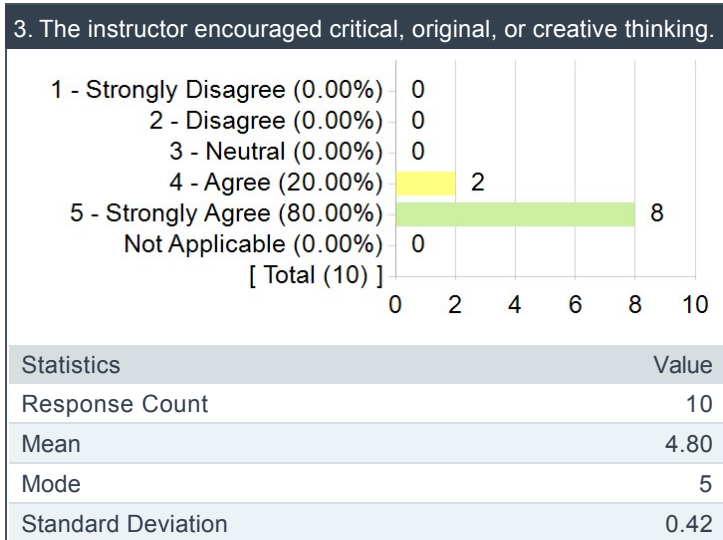 3. The instructor encouraged critical, original, or creative thinking.
1 - Strongly Disagree (0.00%) 0
2 - Disagree (0.00%) 0
3 - Neutral (0.00%) 0
4 - Agree (20.00%) 2
5 - Strongly Agree (80.00%) 8
Not Applicable (0.00%) 0
[ Total (10) ]
0 2 4 6 8 10
Statistics Value
Response Count 10
Mean 4.80
Mode 5
Standard Deviation 0.42